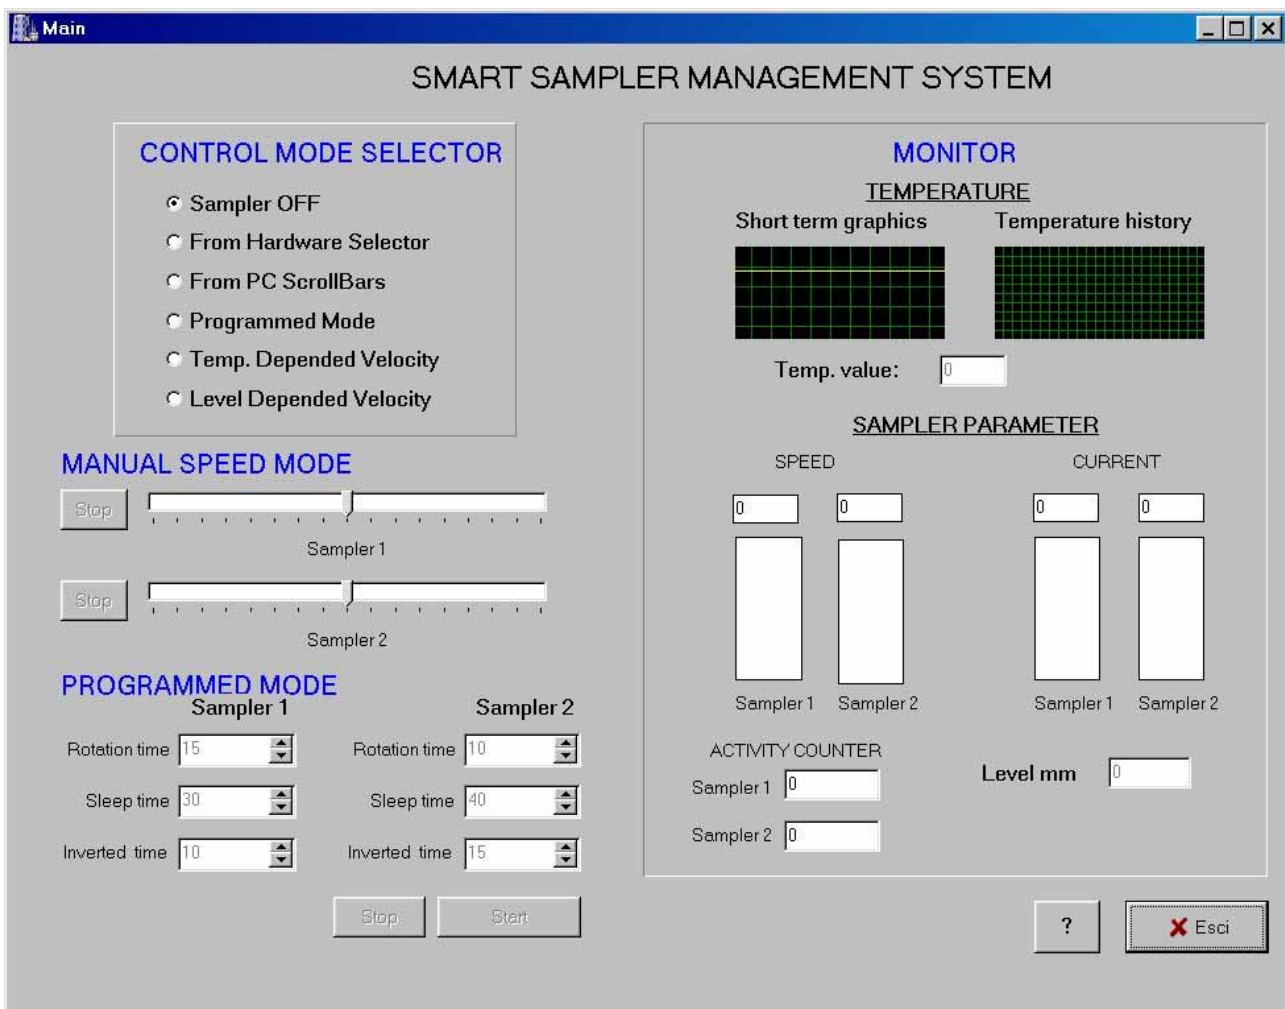 Main
SMART SAMPLER MANAGEMENT SYSTEM
CONTROL MODE SELECTOR
Sampler OFF
From Hardware Selector
From PC ScrollBars
Programmed Mode
Temp. Depended Velocity
Level Depended Velocity
MANUAL SPEED MODE
Stop
Sampler 1
Stop
Sampler 2
PROGRAMMED MODE
Sampler 1 Sampler 2
Rotation time 15 Rotation time 10
Sleep time 30 Sleep time 40
Inverted time 10 Inverted time 15
Stop Start
MONITOR
TEMPERATURE
Short term graphics Temperature history
Temp. value: 0
SAMPLER PARAMETER
SPEED CURRENT
0 0 0 0
Sampler 1 Sampler 2 Sampler 1 Sampler 2
ACTIVITY COUNTER
Sampler 1 0
Level mm 0
Sampler 2 0
? Esci